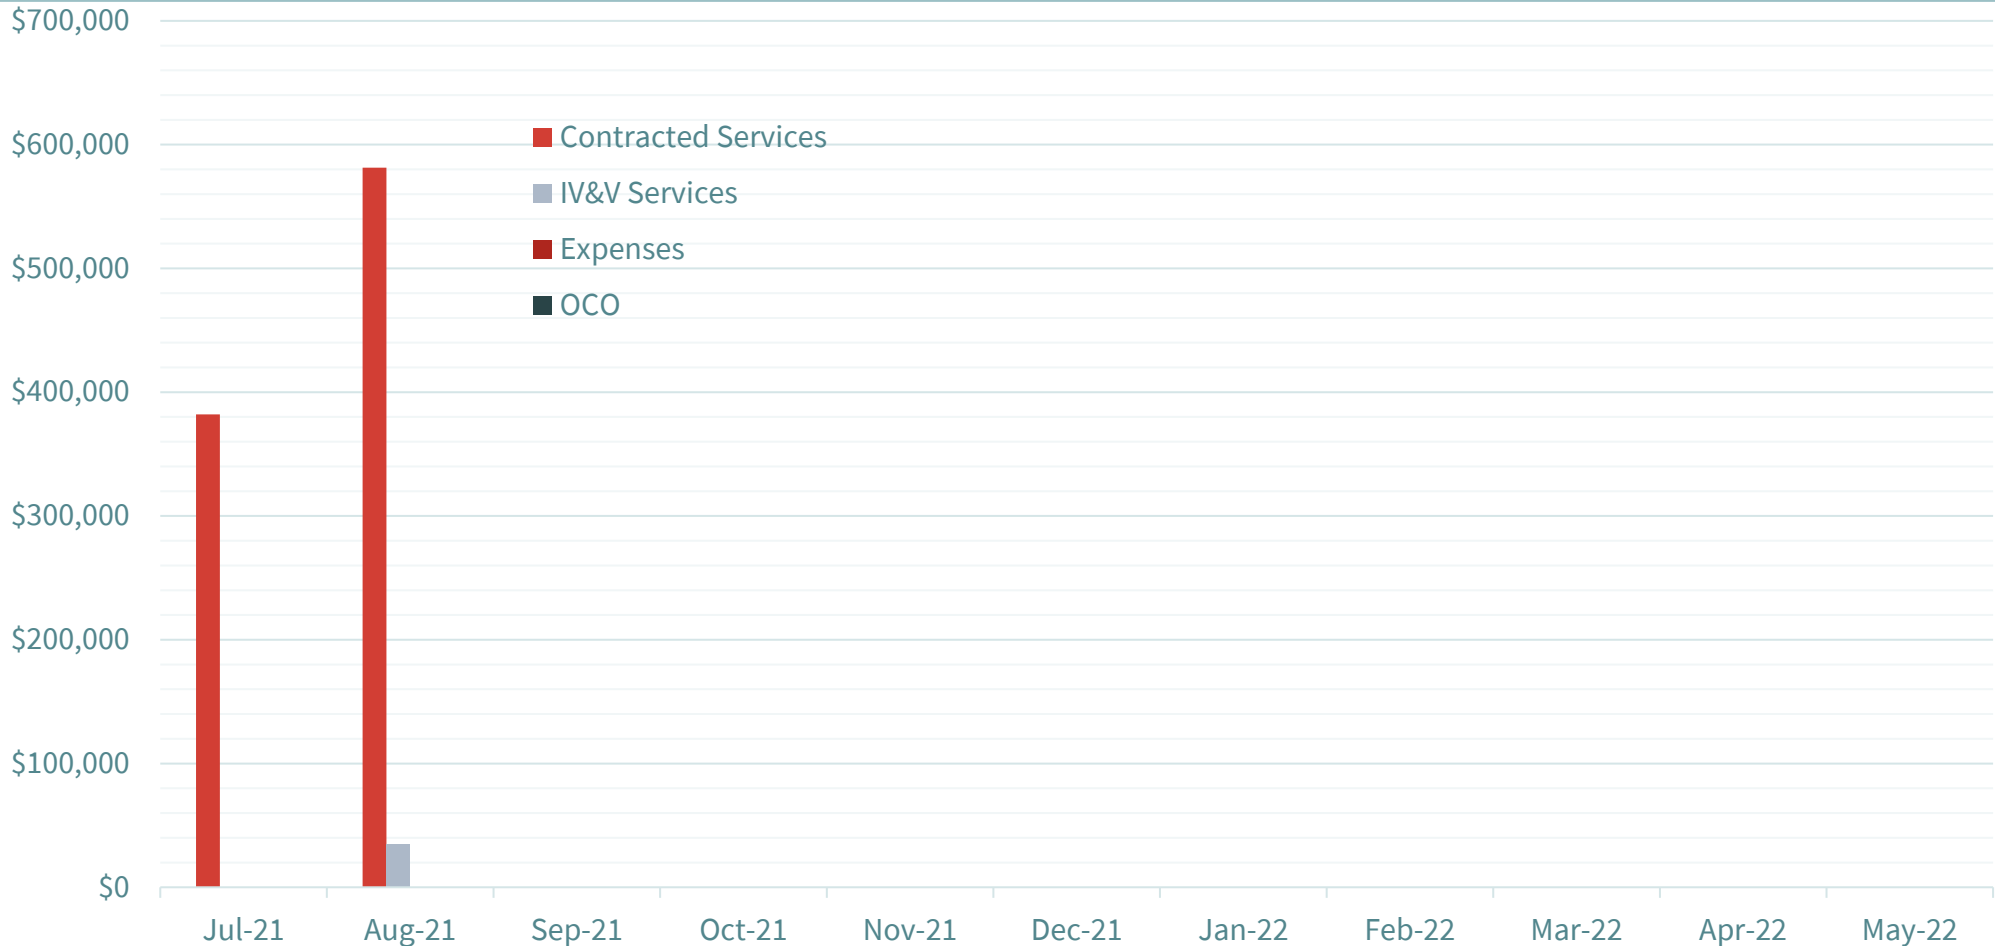 $700,000
$600,000
$500,000
$400,000
$300,000
$200,000
$100,000
$0
Contracted Services
IV&V Services
Expenses
OCO
Jul-21 Aug-21 Sep-21 Oct-21 Nov-21 Dec-21 Jan-22 Feb-22 Mar-22 Apr-22 May-22